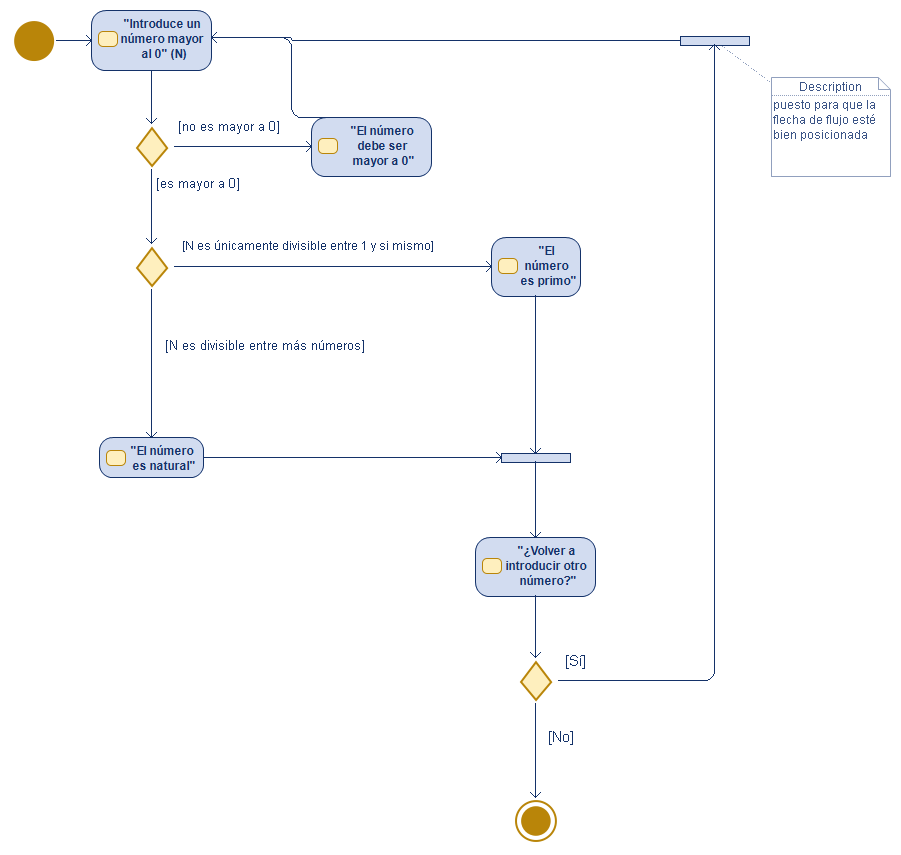 "Introduce un
número mayor
al 0" (N)
[no es mayor a 0]
"El número
debe ser
mayor a 0"
Description
puesto para que la
flecha de flujo esté
bien posicionada
[es mayor a 0]
[N es únicamente divisible entre 1 y si mismo]
"El
número
es primo"
[N es divisible entre más números]
"El número
es natural"
"¿Volver a
introducir otro
número?"
[Sí]
[No]